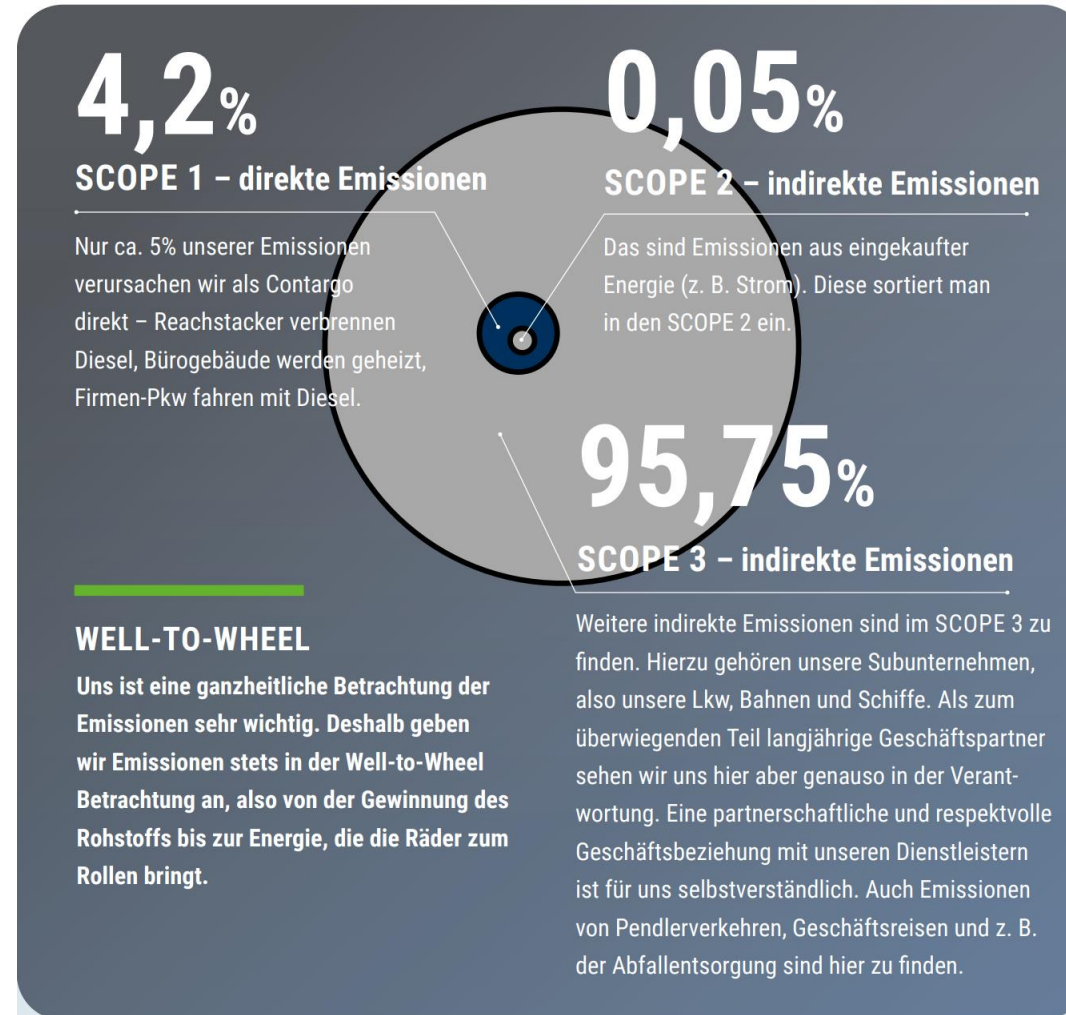 4,2%
SCOPE 1 – direkte Emissionen
Nur ca. 5% unserer Emissionen
verursachen wir als Contargo
direkt – Reachstacker verbrennen
Diesel, Bürogebäude werden geheizt,
Firmen-Pkw fahren mit Diesel.
0,05%
SCOPE 2 – indirekte Emissionen
Das sind Emissionen aus eingekaufter
Energie (z. B. Strom). Diese sortiert man
in den SCOPE 2 ein.
95,75%
SCOPE 3 – indirekte Emissionen
Weitere indirekte Emissionen sind im SCOPE 3 zu
finden. Hierzu gehören unsere Subunternehmen,
also unsere Lkw, Bahnen und Schiffe. Als zum
überwiegenden Teil langjährige Geschäftspartner
sehen wir uns hier aber genauso in der Verant-
wortung. Eine partnerschaftliche und respektvolle
Geschäftsbeziehung mit unseren Dienstleistern
ist für uns selbstverständlich. Auch Emissionen
von Pendlerverkehren, Geschäftsreisen und z. B.
der Abfallentsorgung sind hier zu finden.
WELL-TO-WHEEL
Uns ist eine ganzheitliche Betrachtung der
Emissionen sehr wichtig. Deshalb geben
wir Emissionen stets in der Well-to-Wheel
Betrachtung an, also von der Gewinnung des
Rohstoffs bis zur Energie, die die Räder zum
Rollen bringt.